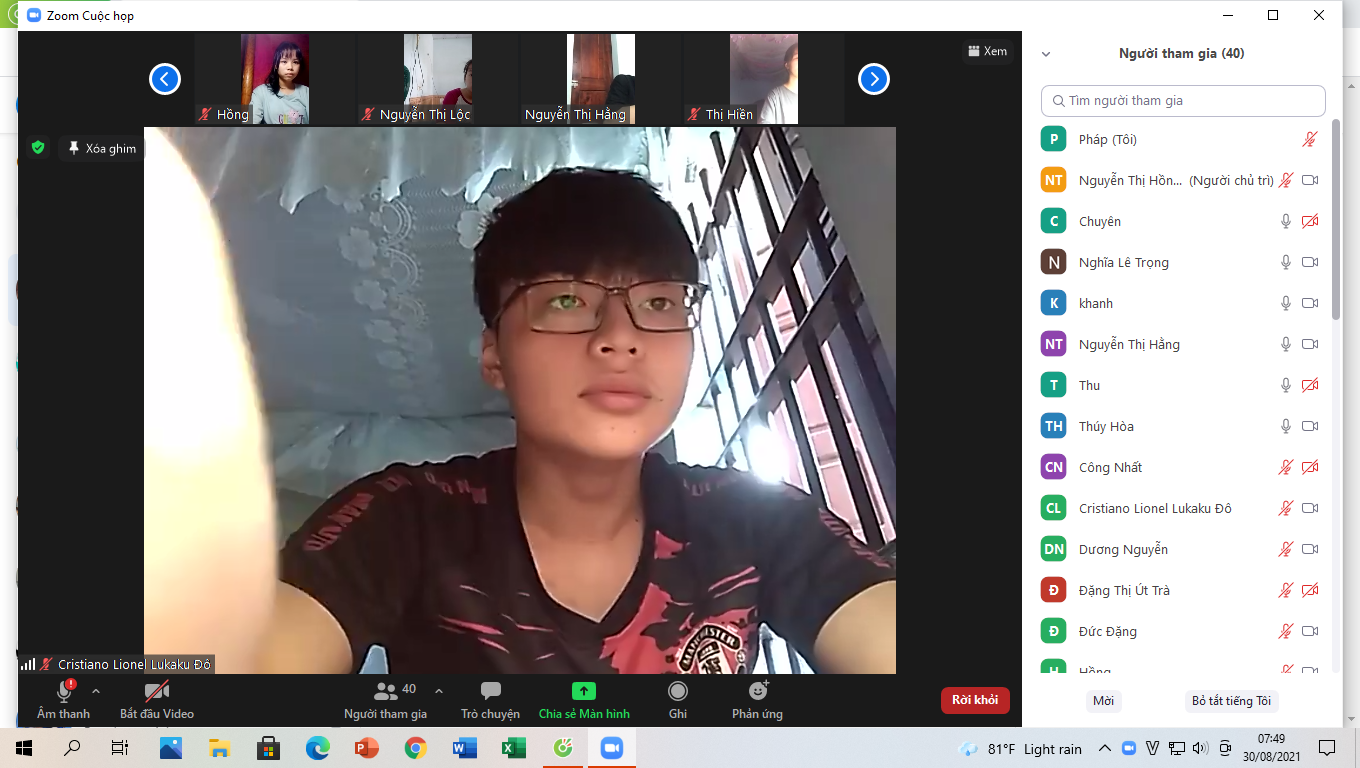 Zoom Cuộc họp
Hồng
Nguyễn Thị Lộc
Nguyễn Thị Hằng
Thị Hiền
Xem
Xóa ghim
MANCHESTER
Cristiano Lionel Lukaku Đô
Âm thanh
Bắt đầu Video
40
Người tham gia
Trò chuyện
Chia sẻ Màn hình
Ghi
Phản ứng
Rời khỏi
Người tham gia (40)
Tìm người tham gia
P Pháp (Tôi)
NT Nguyễn Thị Hồn... (Người chủ trì)
C Chuyên
N Nghĩa Lê Trọng
K khanh
NT Nguyễn Thị Hằng
T Thu
TH Thúy Hòa
CN Công Nhất
CL Cristiano Lionel Lukaku Đô
DN Dương Nguyễn
Đ Đặng Thị Út Trà
Đ Đức Đặng
H Hồng
Mời
Bỏ tắt tiếng Tôi
81°F Light rain
07:49
30/08/2021